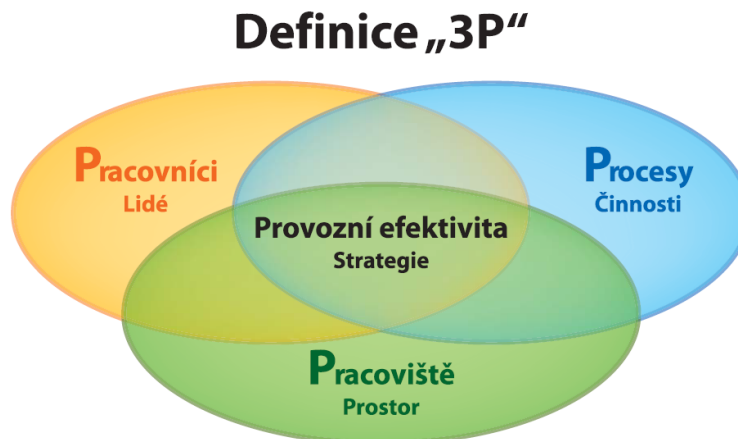 Definice „3P“
Pracovníci
Lidé
Procesy
Činnosti
Provozní efektivita
Strategie
Pracoviště
Prostor